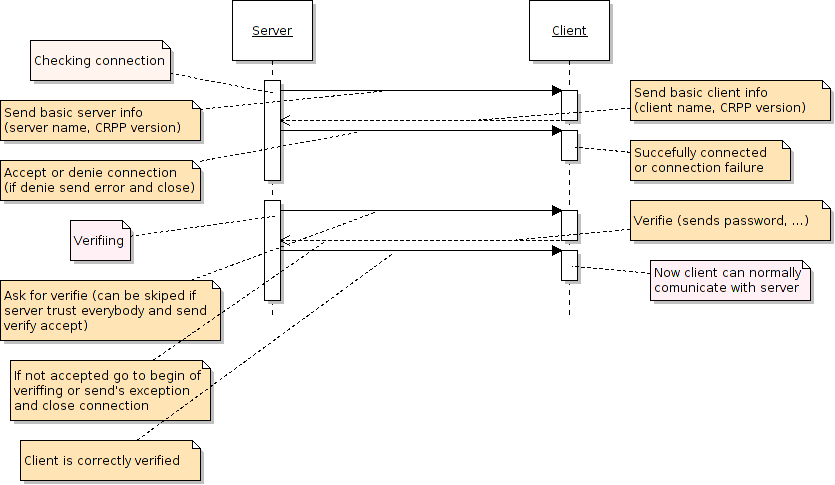 Server
Client
Checking connection
Send basic server info
(server name, CRPP version)
Send basic client info
(client name, CRPP version)
Accept or denie connection
(if denie send error and close)
Succefully connected
or connection failure
Verifiing
Verifie (sends password, ...)
Ask for verifie (can be skiped if
server trust everybody and send
verify accept)
Now client can normally
comunicate with server
If not accepted go to begin of
veriffing or send's exception
and close connection
Client is correctly verified